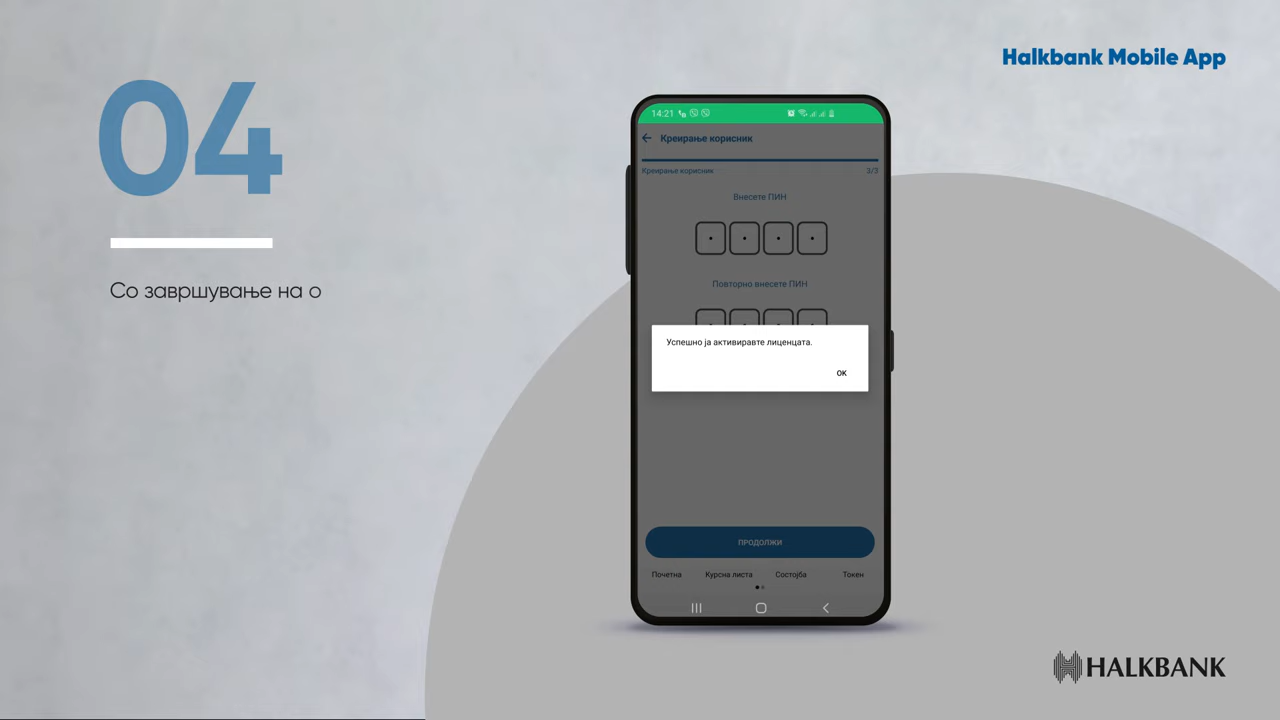 04
Со завршување на о
Halkbank Mobile App
14:21
Креирање корисник
Креирање корисник 3/3
Внесете ПИН
Повторно внесете ПИН
Успешно ја активиравте лиценцата.
OK
ПРОДОЛЖИ
Почетна Курсна листа Состојба Токен
HALKBANK